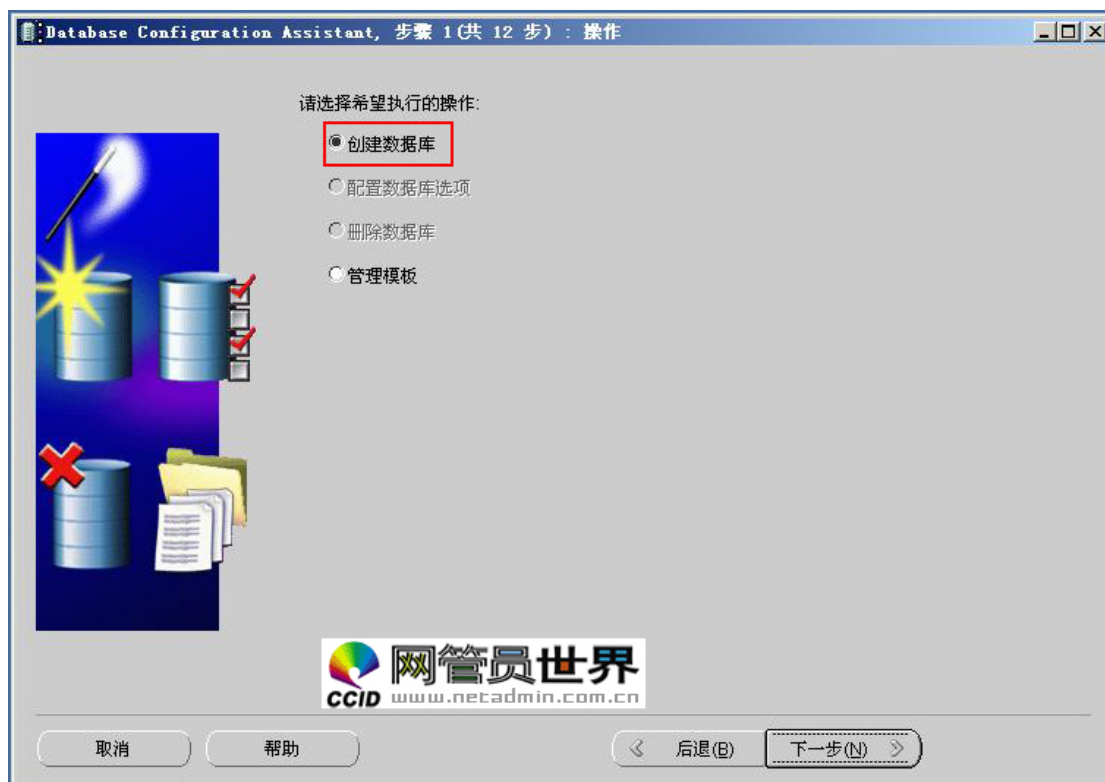 Database Configuration Assistant, 步骤 1(共 12 步) : 操作
请选择希望执行的操作:
创建数据库
配置数据库选项
删除数据库
管理模板
网管员世界
CCID www.netadmin.com.cn
取消 帮助 后退(B) 下一步(N)